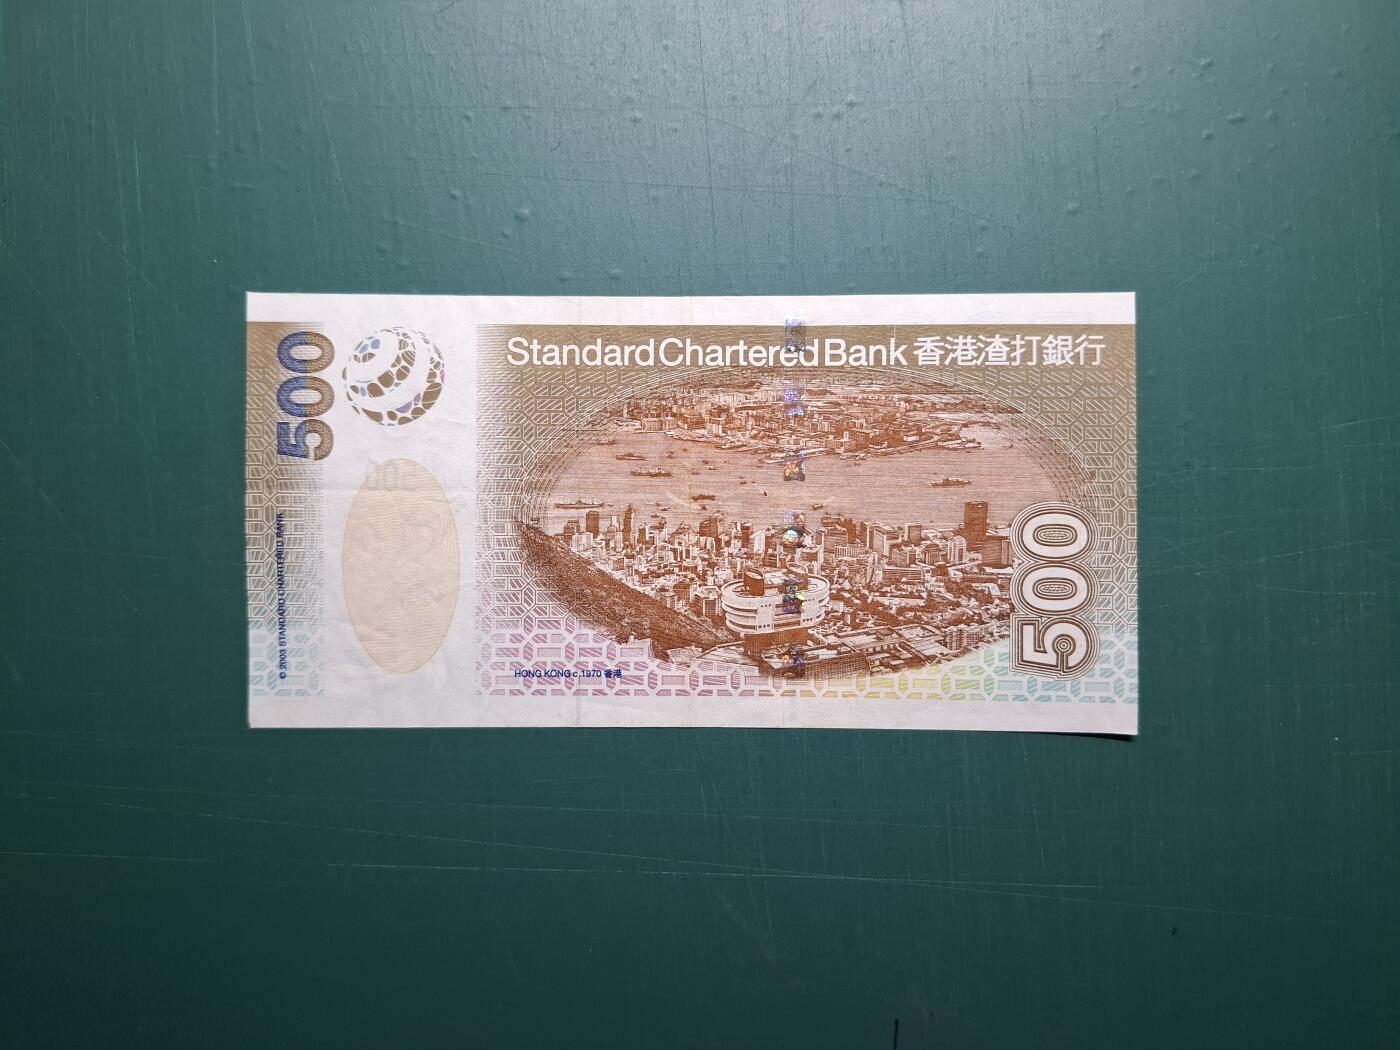 500
Standard Chartered Bank 香港渣打銀行
© 2003 STANDARD CHARTERED BANK
HONG KONG c.1970 香港
500